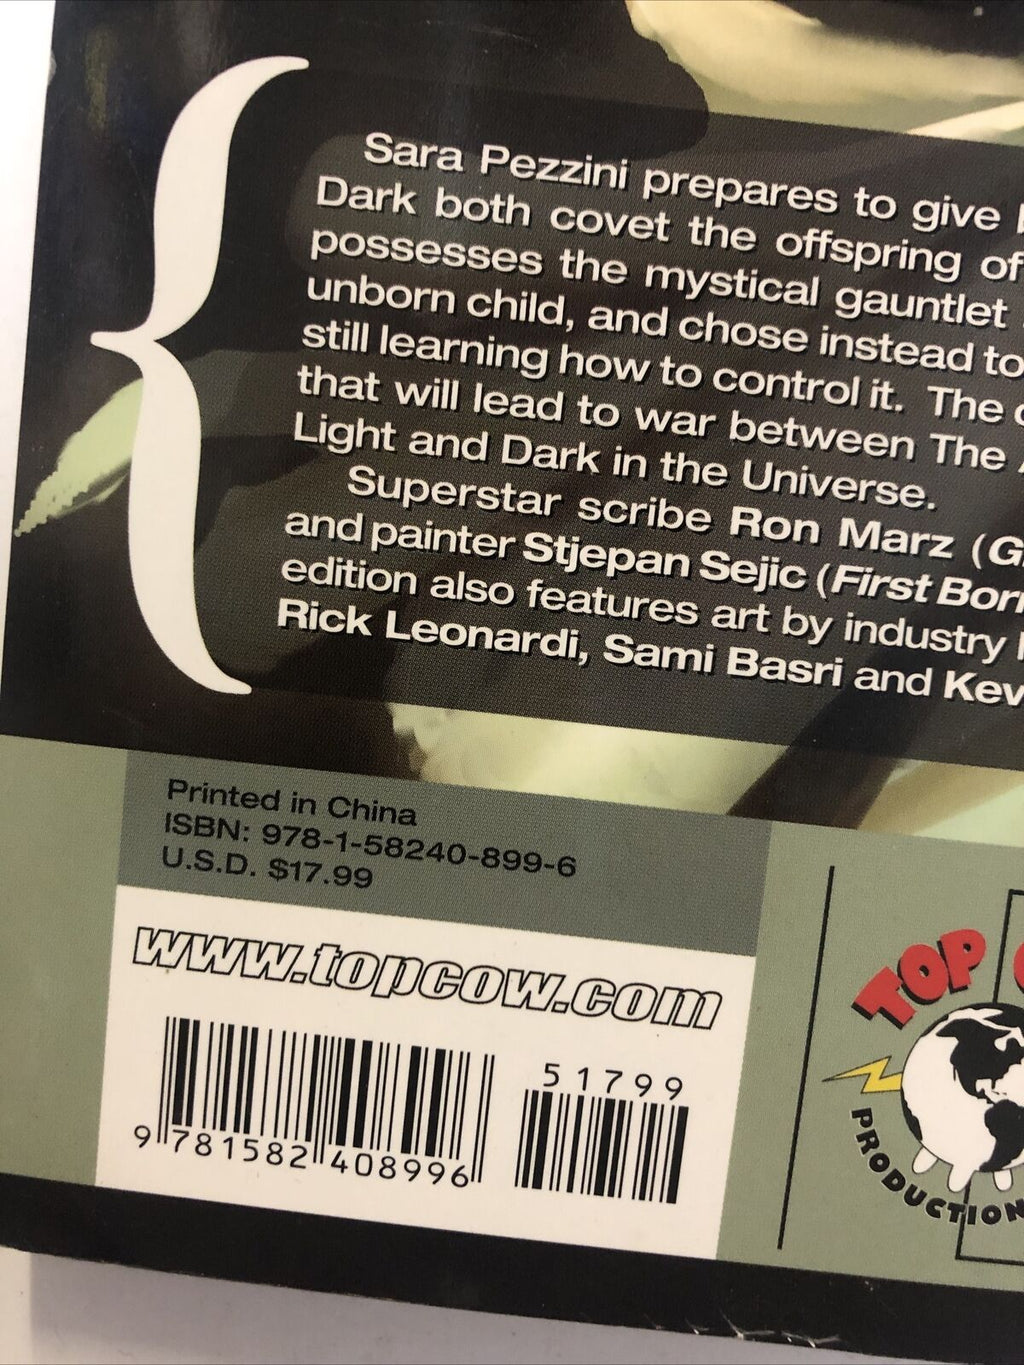 Sara Pezzini prepares to give
Dark both covet the offspring of
possesses the mystical gauntlet
unborn child, and chose instead to
still learning how to control it. The
that will lead to war between The
Light and Dark in the Universe.
Superstar scribe Ron Marz (G
and painter Stjepan Sejic (First Born
edition also features art by industry
Rick Leonardi, Sami Basri and Kev
Printed in China
ISBN: 978-1-58240-899-6
U.S.D. $17.99
www.topcow.com
51799
9 781582 408996
TOP
PRODUCTION